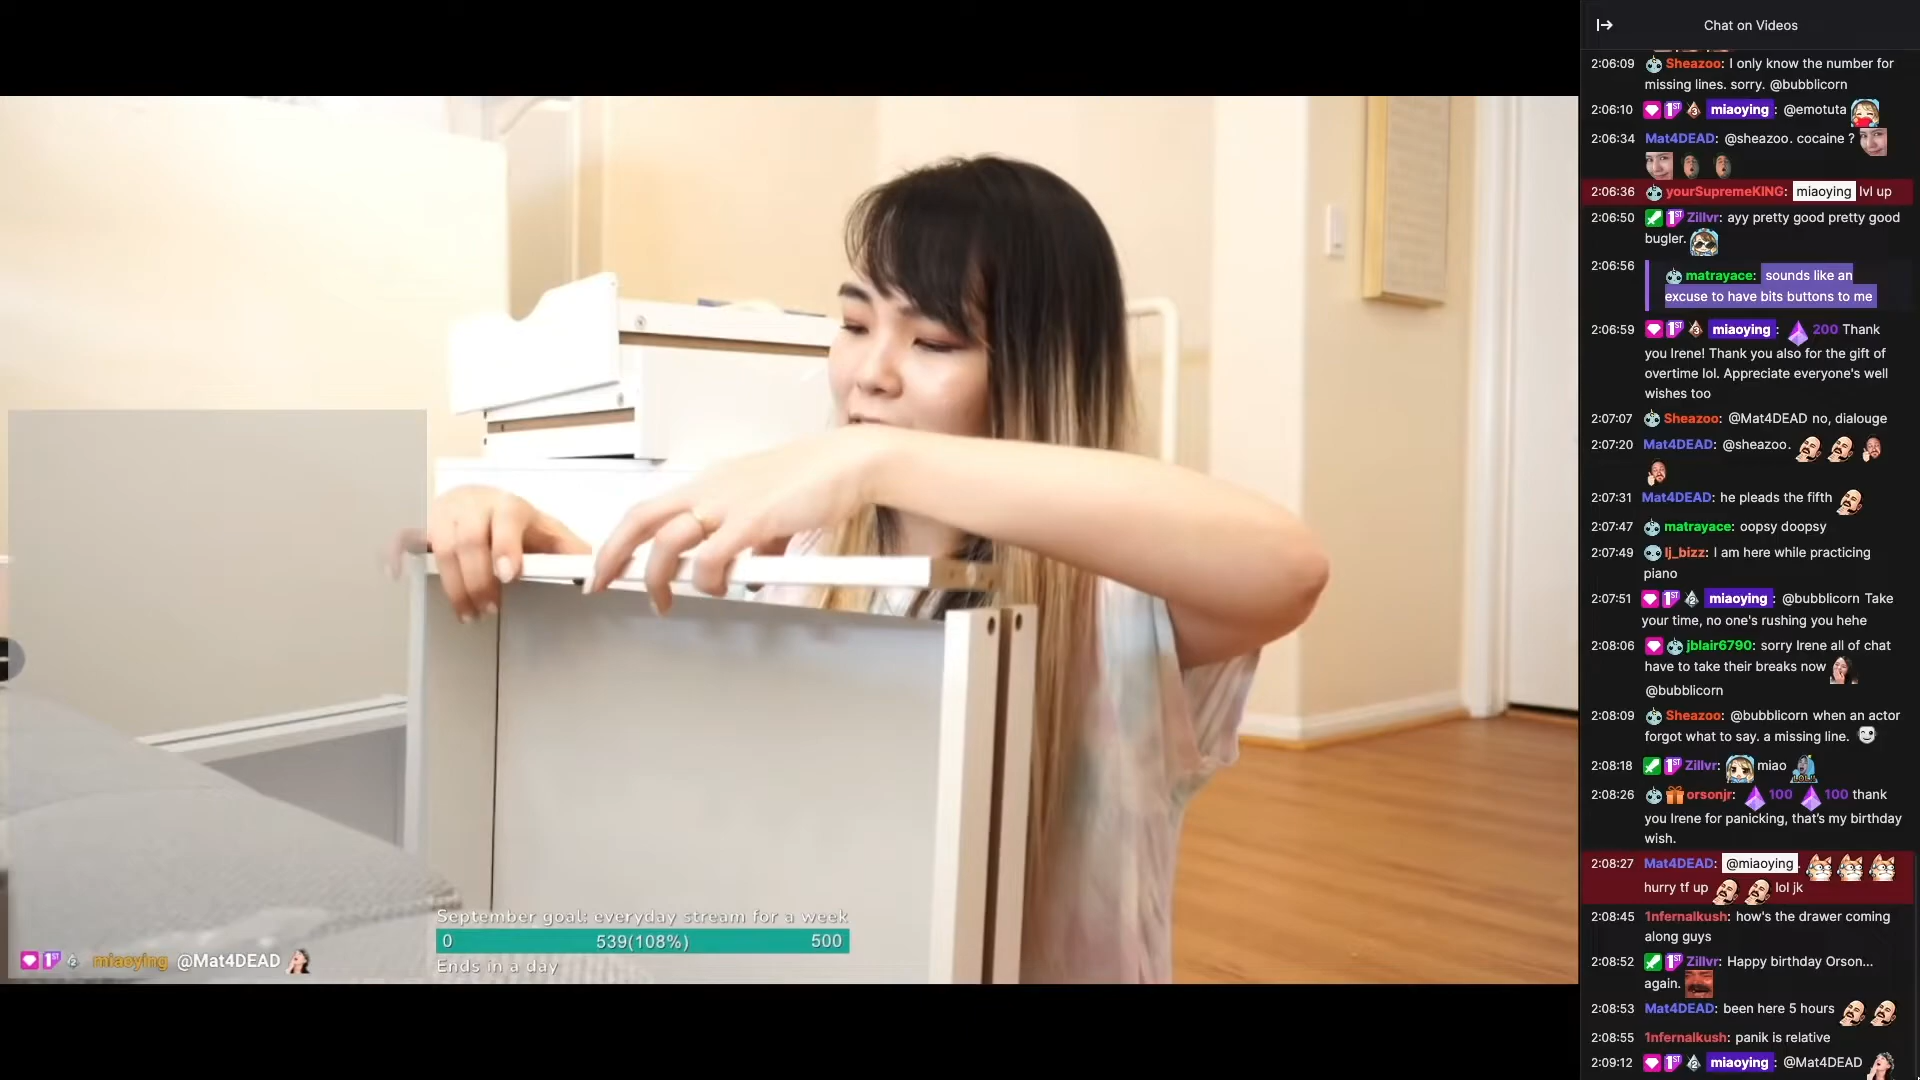 Chat on Videos
2:06:09 Sheazoo: I only know the number for
missing lines. sorry. @bubblicorn
2:06:10 miaoying : @emotuta
2:06:34 Mat4DEAD: @sheazoo. cocaine ?
2:06:36 yourSupremeKING: miaoying lvl up
2:06:50 Zillvr: ayy pretty good pretty good
bugler.
2:06:56 matrayace: sounds like an
excuse to have bits buttons to me
2:06:59 miaoying : 200 Thank
you Irene! Thank you also for the gift of
overtime lol. Appreciate everyone's well
wishes too
2:07:07 Sheazoo: @Mat4DEAD no, dialouge
2:07:20 Mat4DEAD: @sheazoo.
2:07:31 Mat4DEAD: he pleads the fifth
2:07:47 matrayace: oopsy doopsy
2:07:49 lj_bizz: I am here while practicing
piano
2:07:51 miaoying : @bubblicorn Take
your time, no one's rushing you hehe
2:08:06 jblair6790: sorry Irene all of chat
have to take their breaks now
@bubblicorn
2:08:09 Sheazoo: @bubblicorn when an actor
forgot what to say. a missing line.
2:08:18 Zillvr: miao
2:08:26 orsonjr: 100 100 thank
you Irene for panicking, that's my birthday
wish.
2:08:27 Mat4DEAD: @miaoying.
hurry tf up lol jk
2:08:45 1nfernalkush: how's the drawer coming
along guys
2:08:52 Zillvr: Happy birthday Orson...
again.
2:08:53 Mat4DEAD: been here 5 hours
2:08:55 1nfernalkush: panik is relative
2:09:12 miaoying : @Mat4DEAD
September goal: everyday stream for a week
0 539(108%) 500
Ends in a day
miaoying @Mat4DEAD